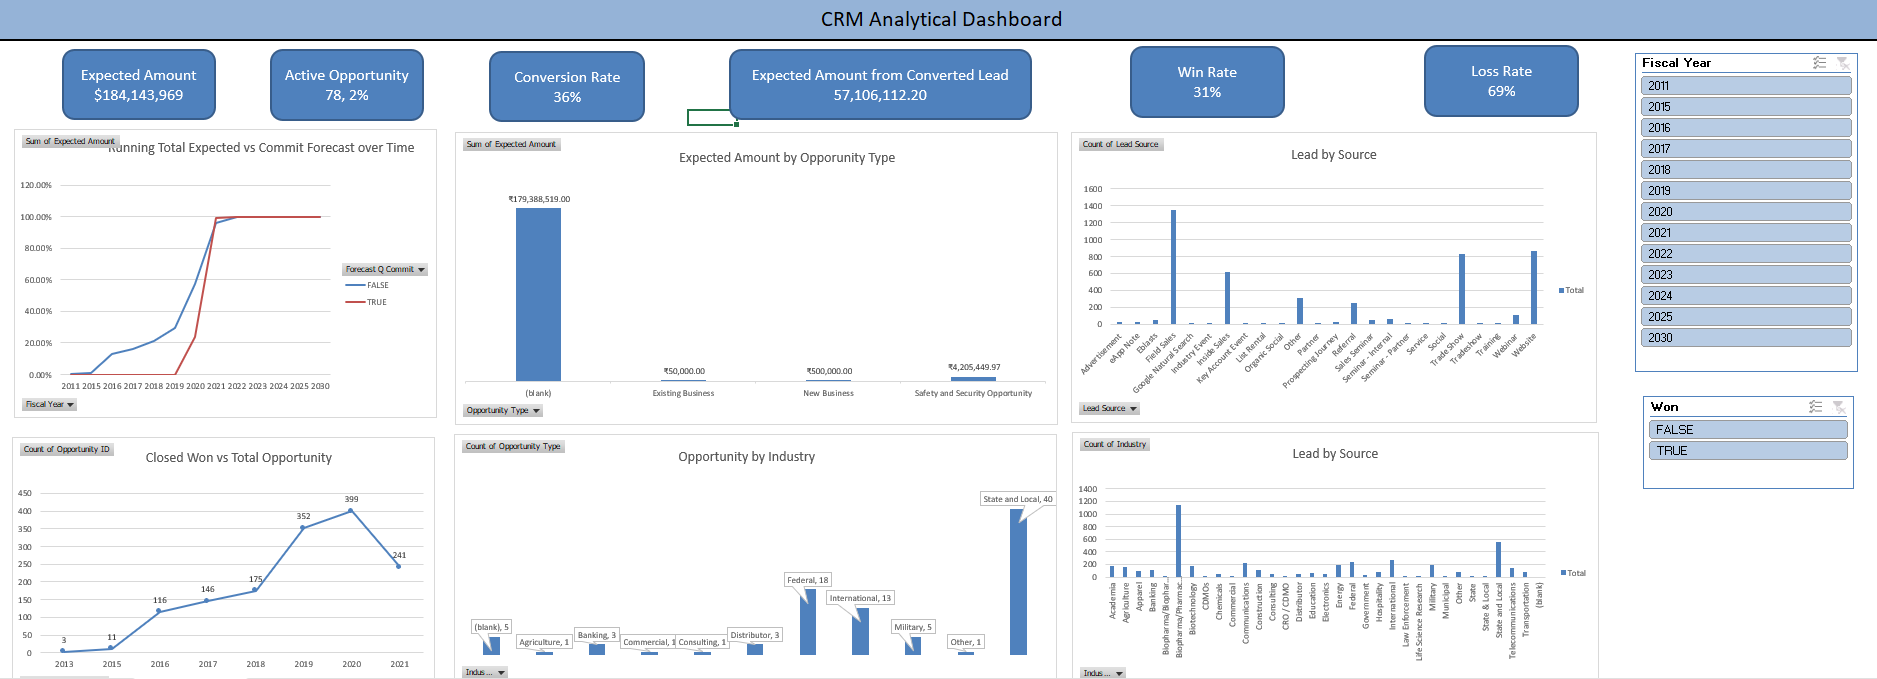 CRM Analytical Dashboard
Expected Amount
$184,143,969
Active Opportunity
78, 2%
Conversion Rate
36%
Expected Amount from Converted Lead
57,106,112.20
Win Rate
31%
Loss Rate
69%
Fiscal Year
2011
2015
2016
2017
2018
2019
2020
2021
2022
2023
2024
2025
2030
Won
FALSE
TRUE
Sum of Expected Amount
Running Total Expected vs Commit Forecast over Time
120.00%
100.00%
80.00%
60.00%
40.00%
20.00%
0.00%
2011 2015 2016 2017 2018 2019 2020 2021 2022 2023 2024 2025 2030
Forecast Q Commit
FALSE
TRUE
Fiscal Year
Sum of Expected Amount
Expected Amount by Opporunity Type
₹179,388,519.00
₹50,000.00
₹500,000.00
₹4,205,449.97
(blank)
Existing Business
New Business
Safety and Security Opportunity
Opportunity Type
Count of Lead Source
Lead by Source
1600
1400
1200
1000
800
600
400
200
0
Advertisement
eApp Note
Eblasts
Field Sales
Google Natural Search
Industry Event
Inside Sales
Key Account Event
List Rental
Organic Social
Other
Partner
Prospecting Journey
Referral
Sales Seminar
Seminar - Internal
Seminar - Partner
Service
Social
Trade Show
Tradeshow
Training
Webinar
Website
Total
Lead Source
Count of Opportunity ID
Closed Won vs Total Opportunity
450
400
350
300
250
200
150
100
50
0
3
11
116
146
175
352
399
241
2013 2015 2016 2017 2018 2019 2020 2021
Count of Opportunity Type
Opportunity by Industry
(blank), 5
Agriculture, 1
Banking, 3
Commercial, 1
Consulting, 1
Distributor, 3
Federal, 18
International, 13
Military, 5
Other, 1
State and Local, 40
Indus...
Count of Industry
Lead by Source
1400
1200
1000
800
600
400
200
0
Academia
Agriculture
Apparel
Banking
Biopharma/Biophar...
Biopharma/Pharmac...
Biotechnology
CDMOs
Chemicals
Commercial
Communications
Construction
Consulting
CRO / CDMO
Distributor
Education
Electronics
Energy
Federal
Government
Hospitality
International
Law Enforcement
Life Science Research
Military
Municipal
Other
State
State & Local
State and Local
Telecommunications
Transportation
(blank)
Total
Indus...